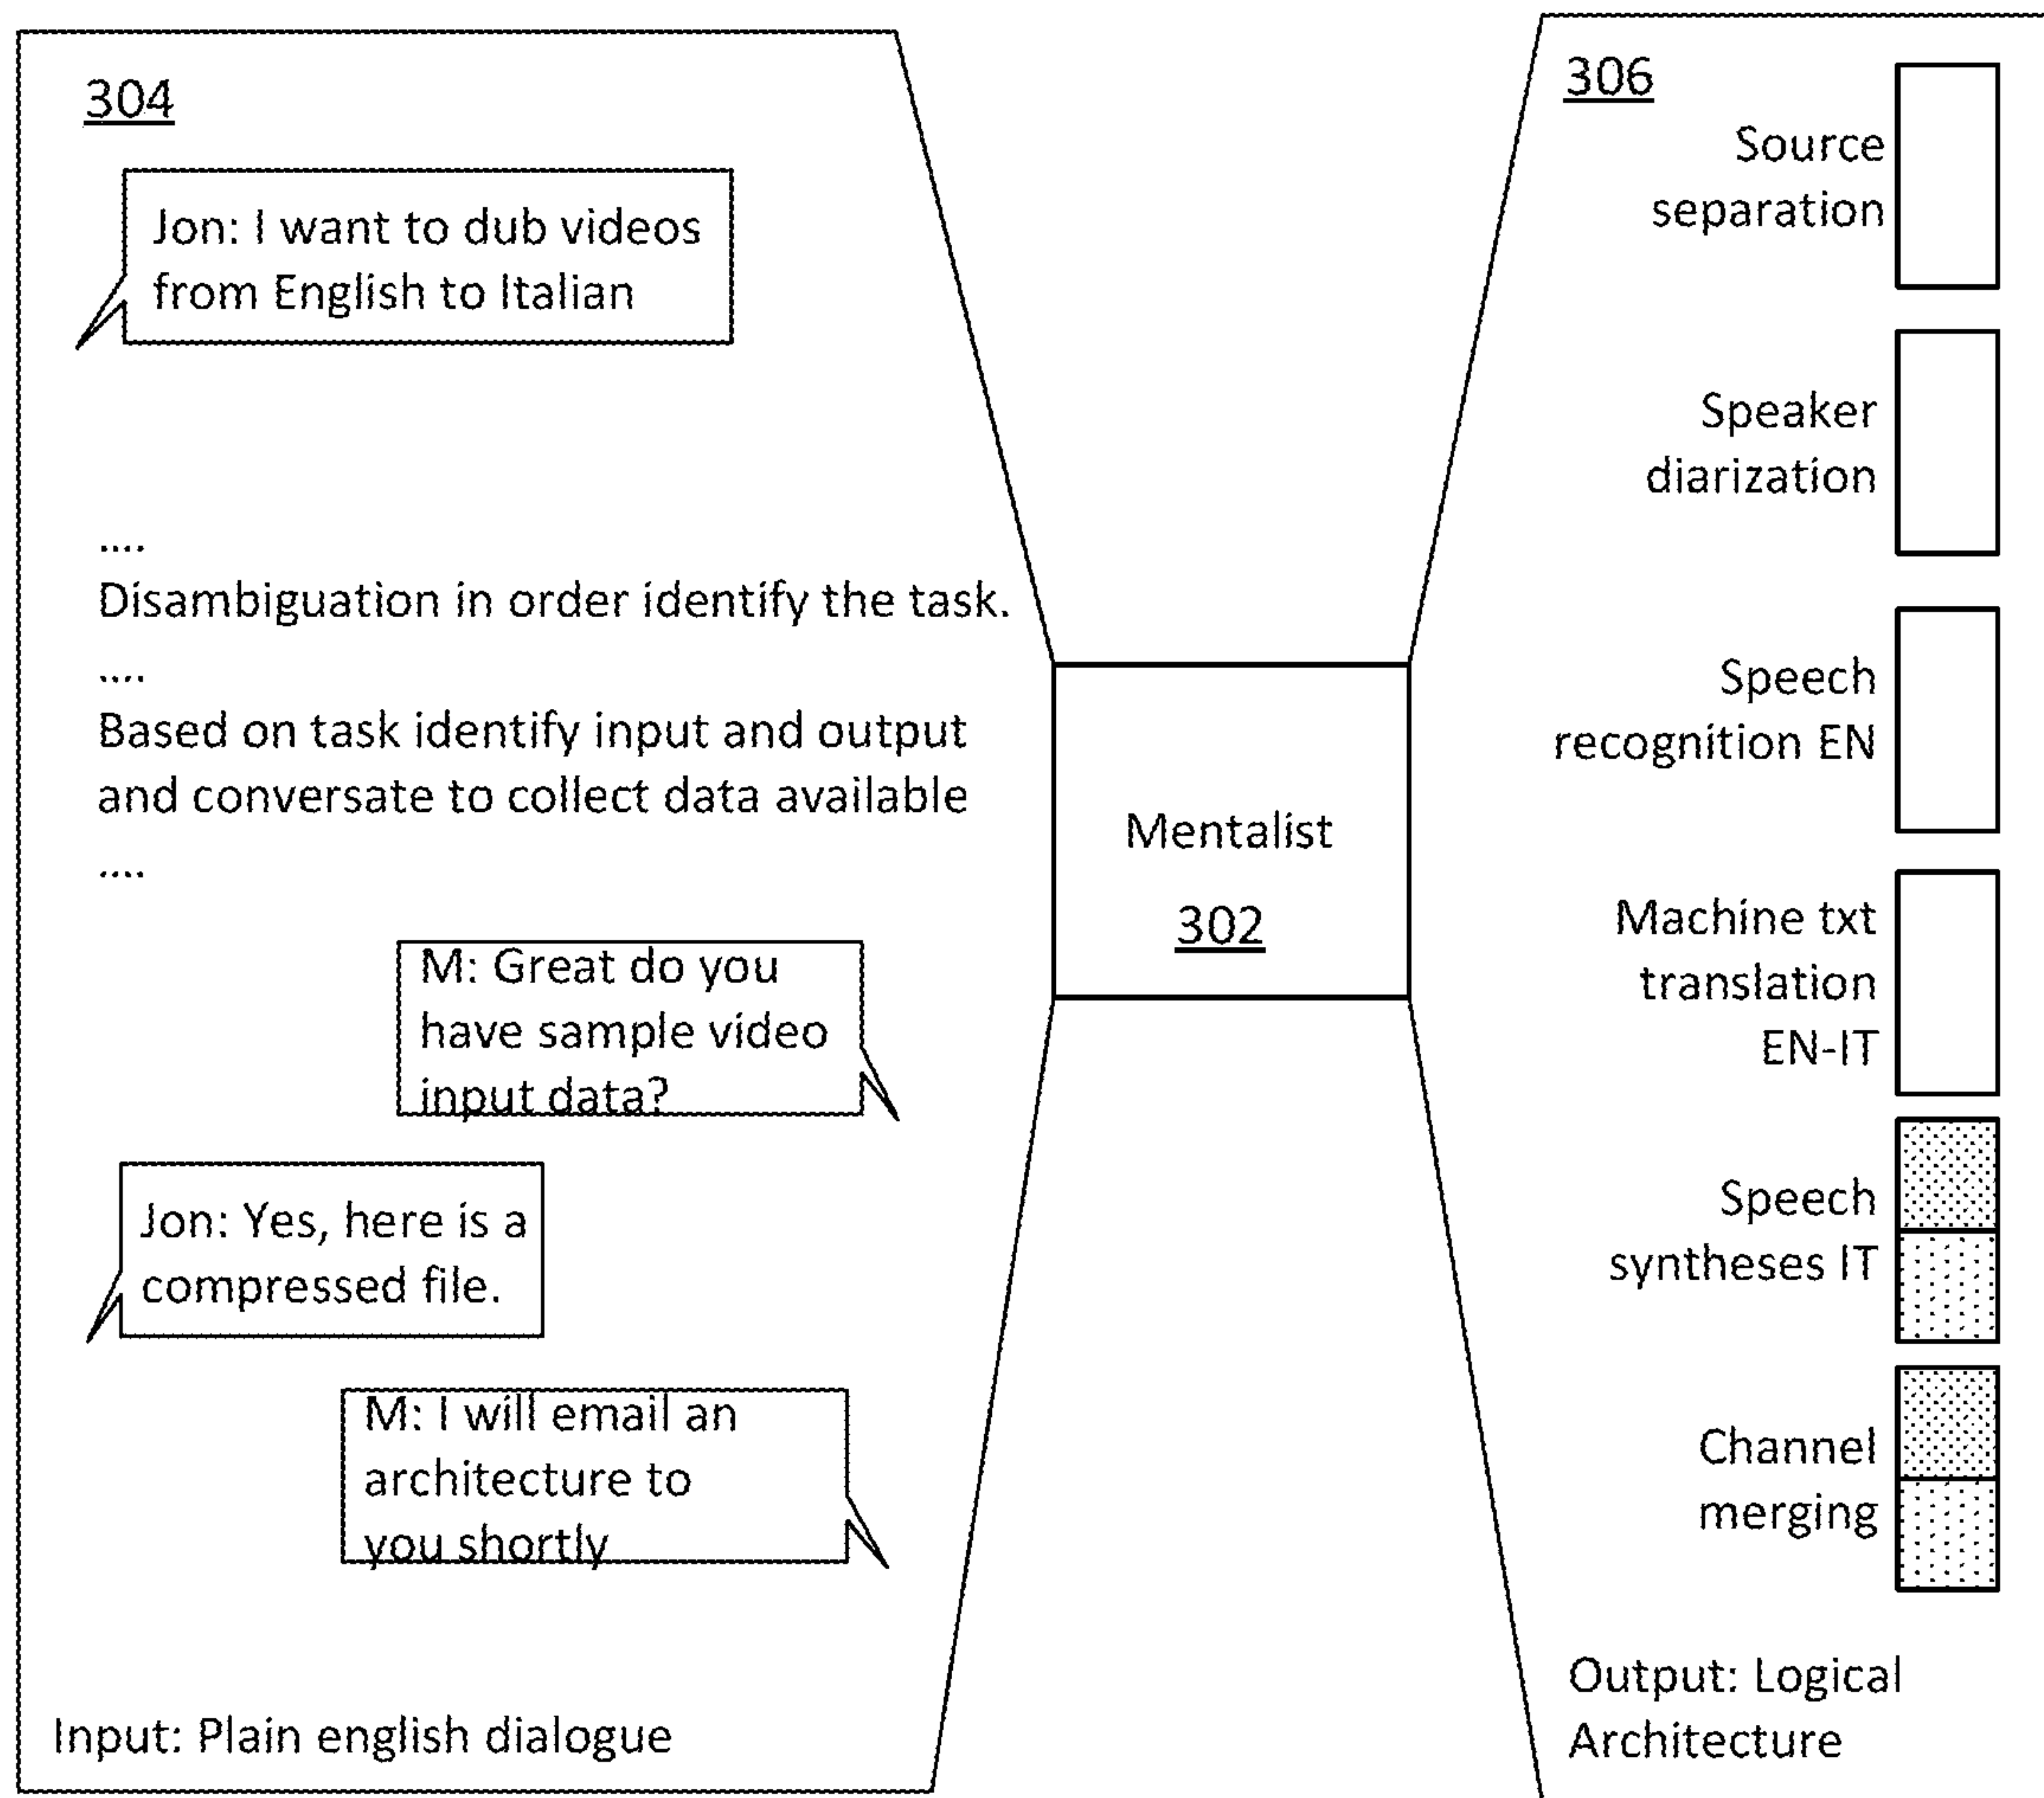 304
Jon: I want to dub videos
from English to Italian
....
Disambiguation in order identify the task.
....
Based on task identify input and output
and conversate to collect data available
....
M: Great do you
have sample video
input data?
Jon: Yes, here is a
compressed file.
M: I will email an
architecture to
you shortly
Input: Plain english dialogue
Mentalist
302
306
Source
separation
Speaker
diarization
Speech
recognition EN
Machine txt
translation
EN-IT
Speech
syntheses IT
Channel
merging
Output: Logical
Architecture